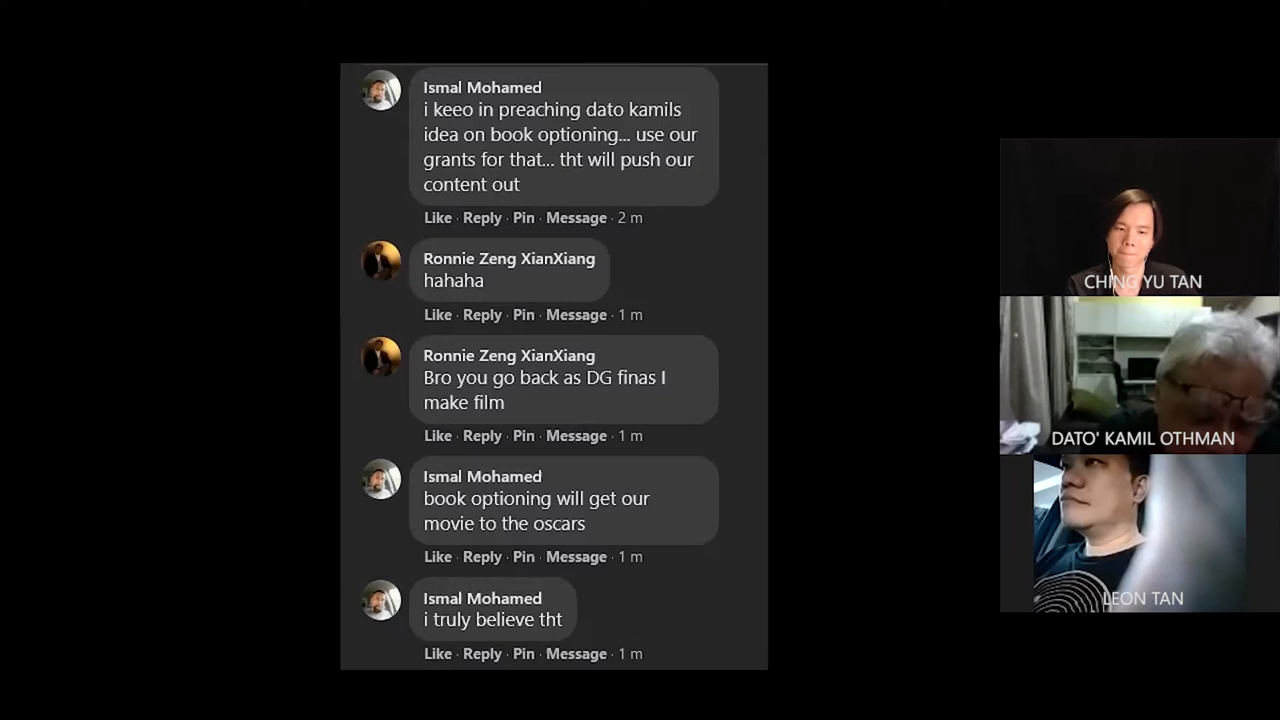 Ismal Mohamed
i keeo in preaching dato kamils
idea on book optioning... use our
grants for that... tht will push our
content out
Like · Reply · Pin · Message · 2 m
Ronnie Zeng XianXiang
hahaha
Like · Reply · Pin · Message · 1 m
Ronnie Zeng XianXiang
Bro you go back as DG finas I
make film
Like · Reply · Pin · Message · 1 m
Ismal Mohamed
book optioning will get our
movie to the oscars
Like · Reply · Pin · Message · 1 m
Ismal Mohamed
i truly believe tht
Like · Reply · Pin · Message · 1 m
CHING YU TAN
DATO' KAMIL OTHMAN
LEON TAN